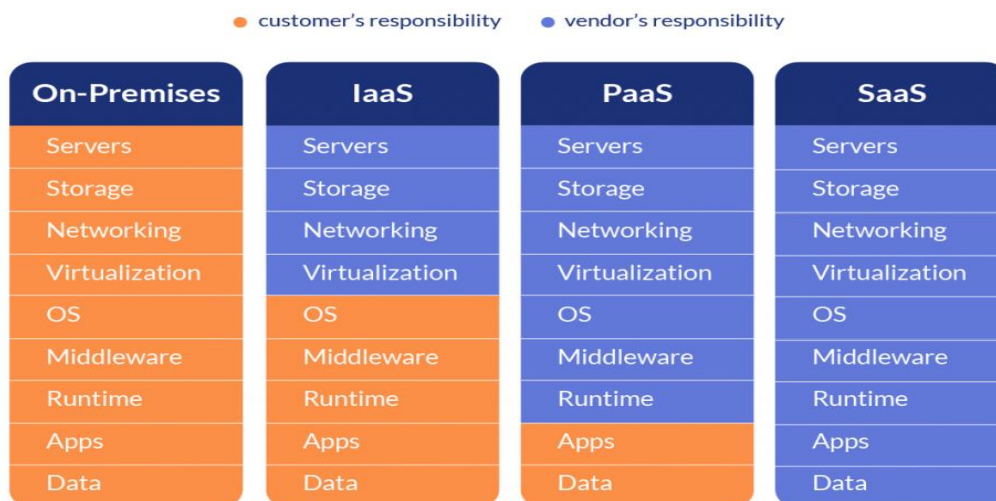 customer’s responsibility vendor’s responsibility
On-Premises IaaS PaaS SaaS
Servers Servers Servers Servers
Storage Storage Storage Storage
Networking Networking Networking Networking
Virtualization Virtualization Virtualization Virtualization
OS OS OS OS
Middleware Middleware Middleware Middleware
Runtime Runtime Runtime Runtime
Apps Apps Apps Apps
Data Data Data Data